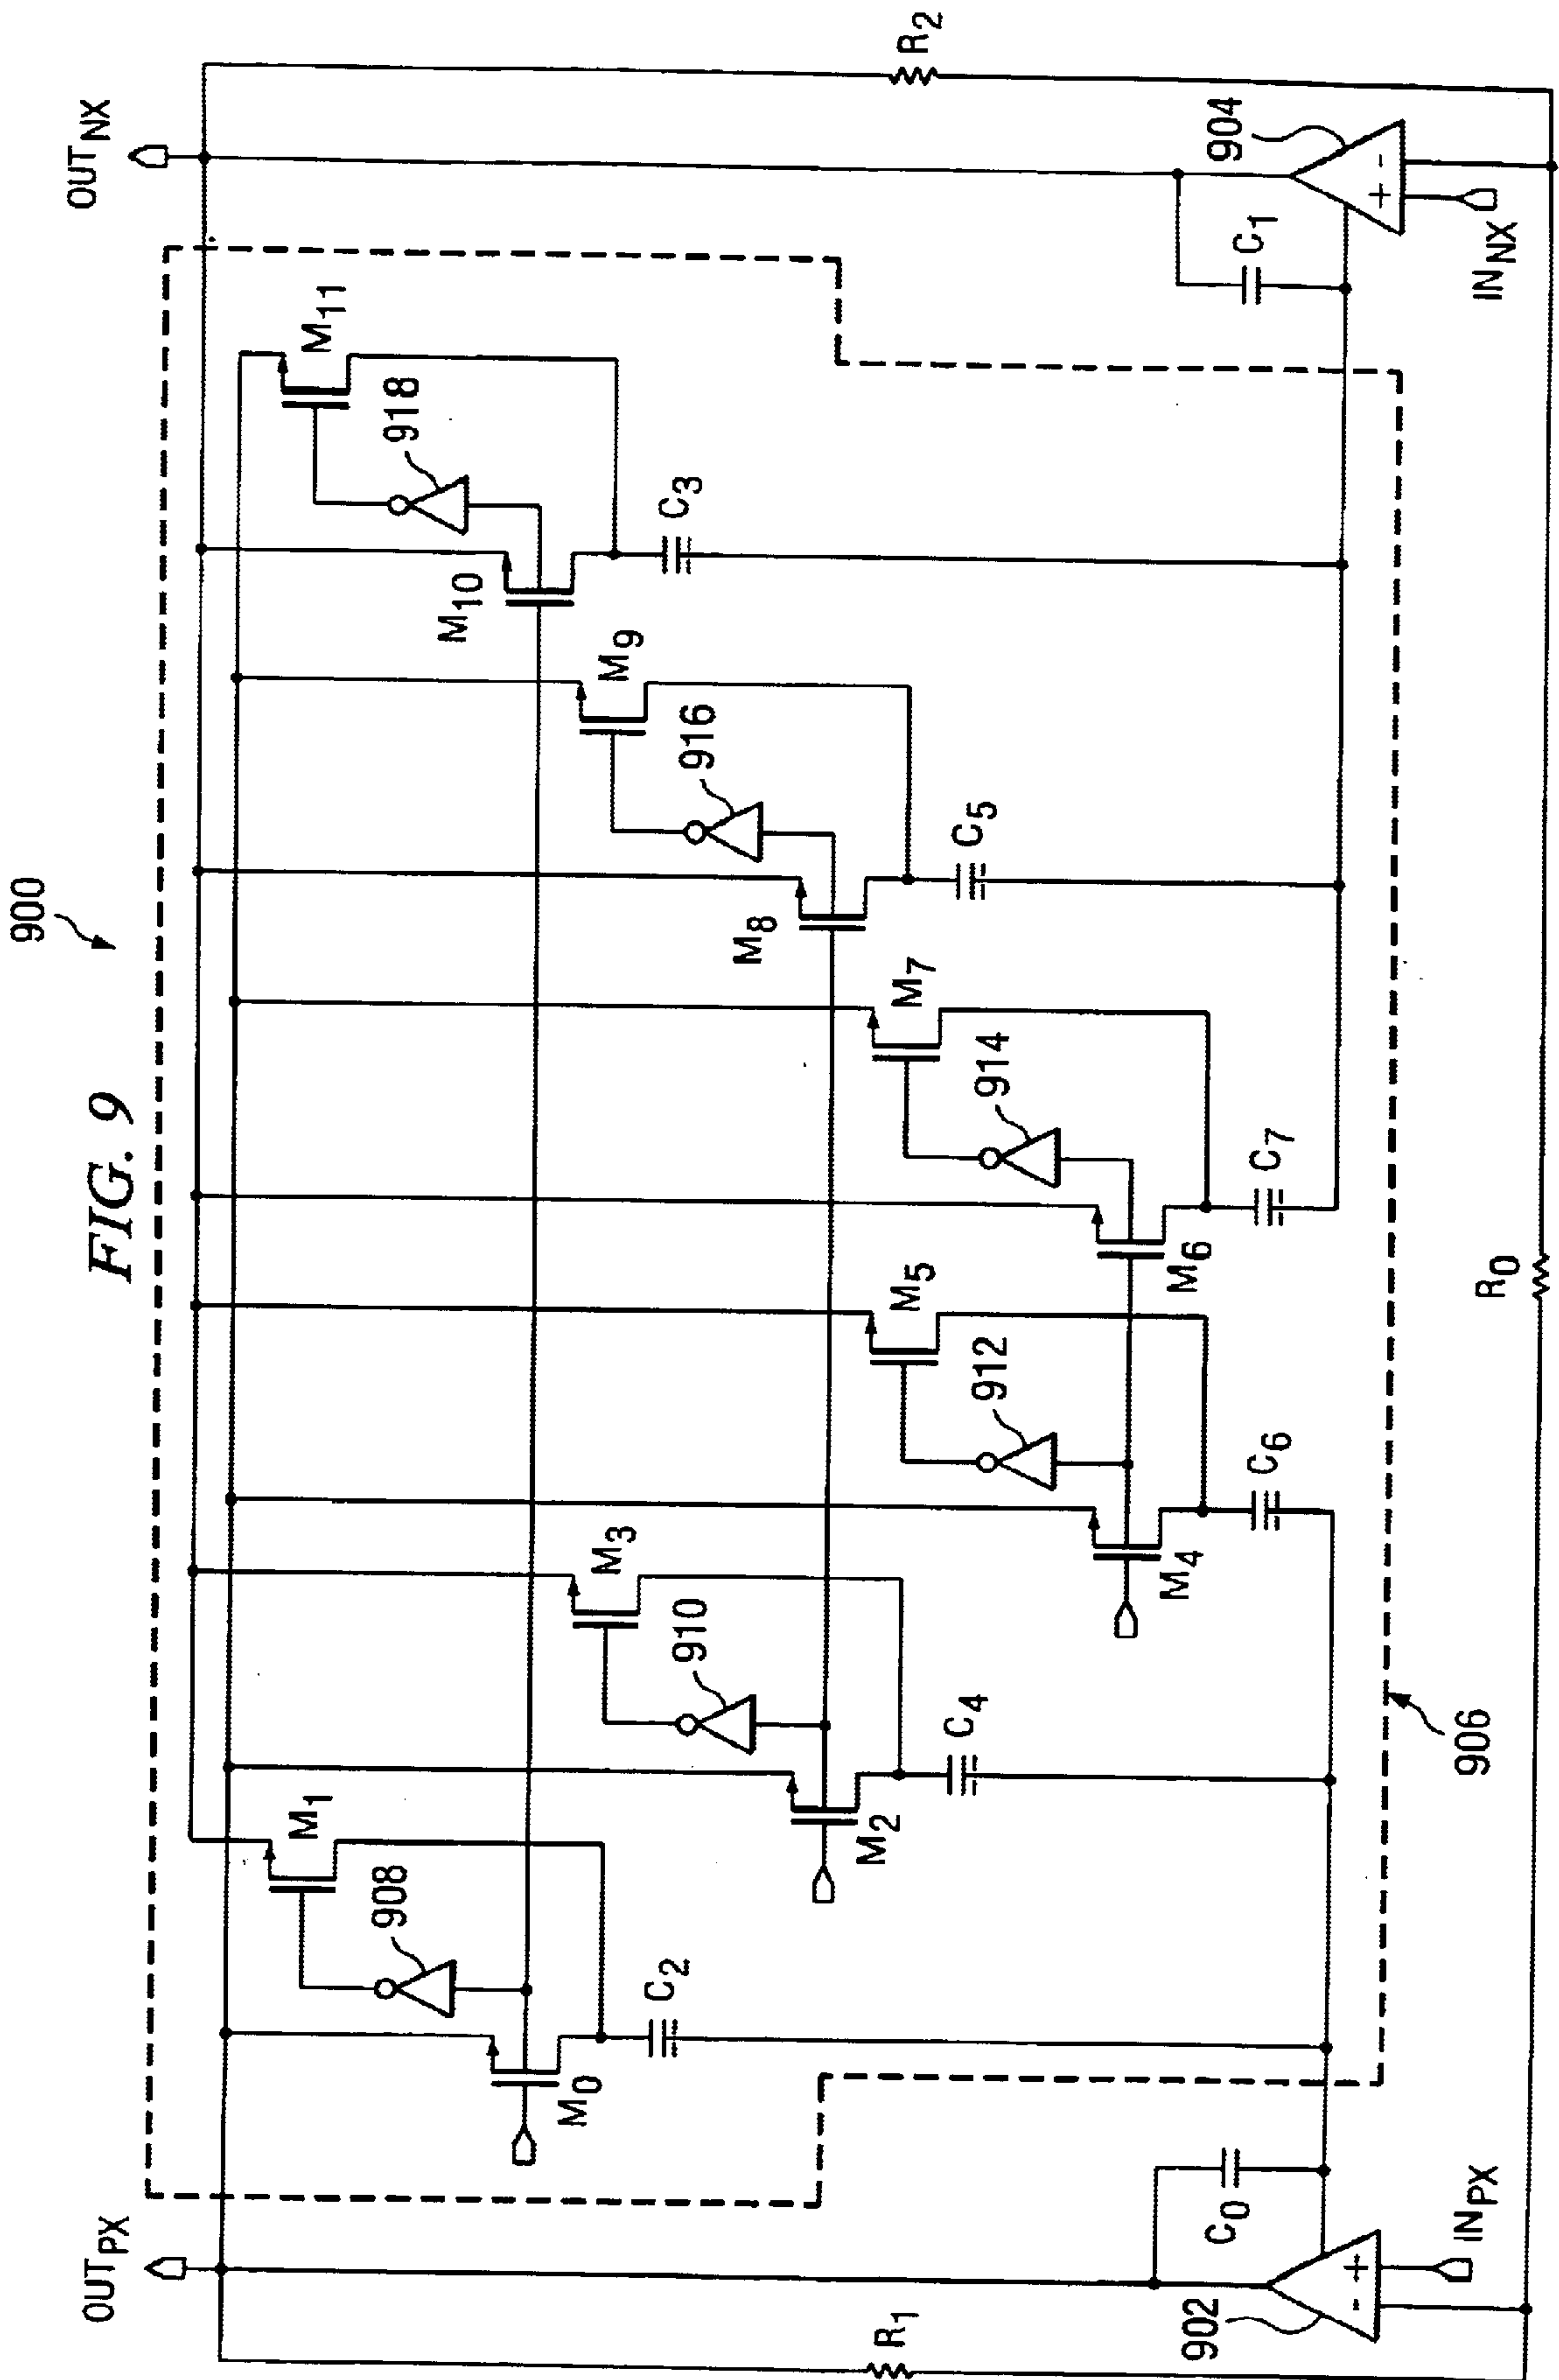 900
FIG. 9
OUT_PX
OUT_NX
M_1
908
M_0
C_2
M_3
910
M_2
C_4
M_5
912
M_4
C_6
M_7
914
M_6
C_7
M_9
916
M_8
C_5
M_11
918
M_10
C_3
R_1
902
- +
IN_PX
C_0
906
R_0
C_1
904
+ -
IN_NX
R_2